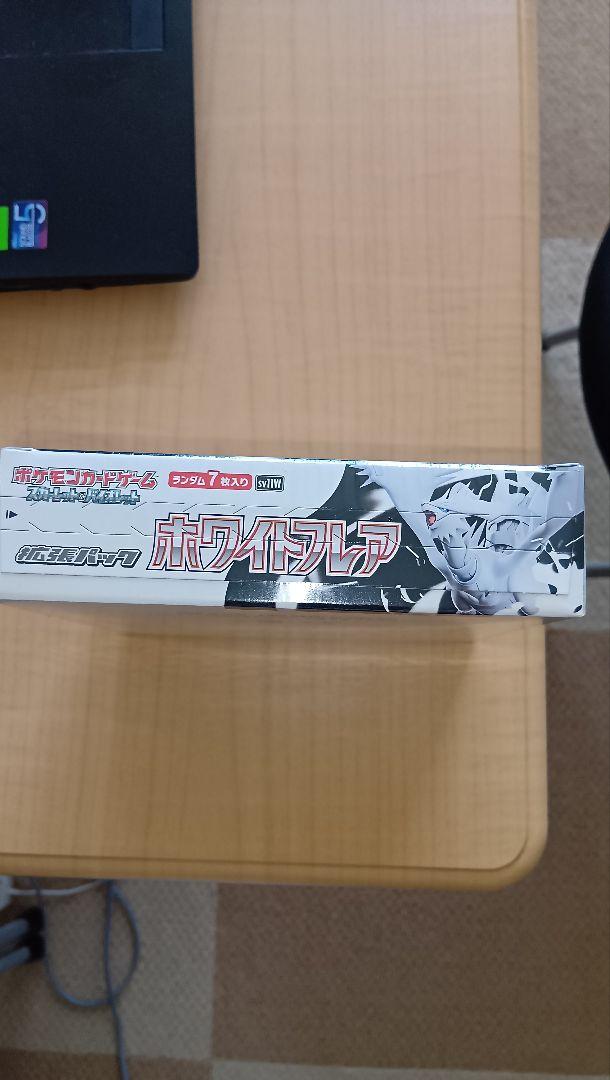 5
ポケモンカードゲーム
スカーレット&バイオレット
ランダム7枚入り
sv11W
拡張パック
ホワイトフレア